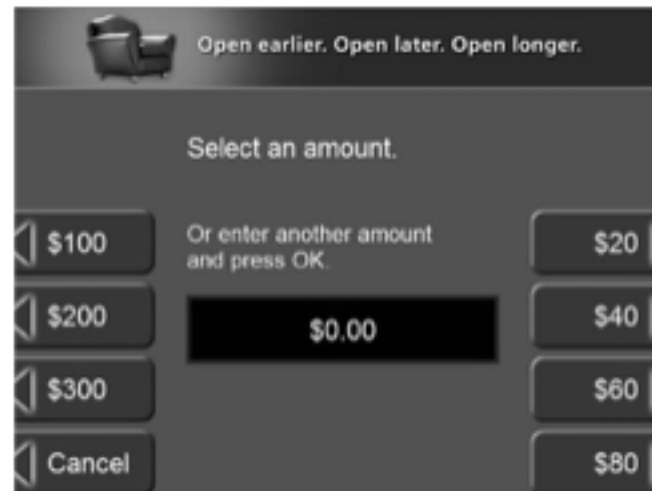 Open earlier. Open later. Open longer.
Select an amount.
Or enter another amount
and press OK.
$0.00
$100
$200
$300
Cancel
$20
$40
$60
$80